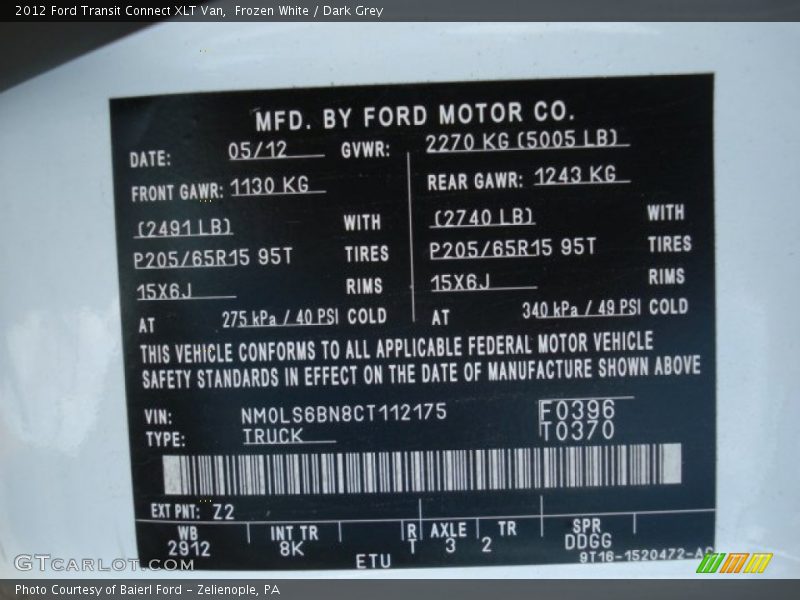 2012 Ford Transit Connect XLT Van,  Frozen White / Dark Grey
MFD. BY FORD MOTOR CO.
DATE: 05/12 GVWR: 2270 KG (5005 LB)
FRONT GAWR: 1130 KG REAR GAWR: 1243 KG
(2491 LB) WITH (2740 LB) WITH
P205/65R15 95T TIRES P205/65R15 95T TIRES
15X6J RIMS 15X6J RIMS
AT 275 kPa / 40 PSI COLD AT 340 kPa / 49 PSI COLD
THIS VEHICLE CONFORMS TO ALL APPLICABLE FEDERAL MOTOR VEHICLE
SAFETY STANDARDS IN EFFECT ON THE DATE OF MANUFACTURE SHOWN ABOVE
VIN: NM0LS6BN8CT112175 F0396
TYPE: TRUCK T0370
EXT PNT: Z2
WB INT TR R AXLE TR SPR
2912 8K T 3 2 DDGG
ETU 9T16-1520472-AC
GTCARLOT.COM
Photo Courtesy of Baierl Ford - Zelienople, PA